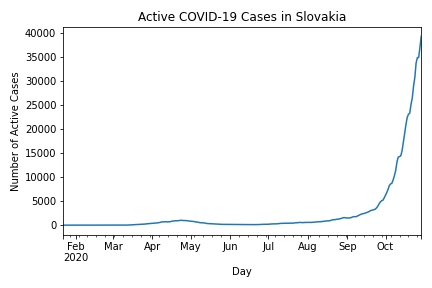 Active COVID-19 Cases in Slovakia
40000
35000
30000
25000
20000
15000
10000
5000
0
Number of Active Cases
Feb Mar Apr May Jun Jul Aug Sep Oct
2020
Day